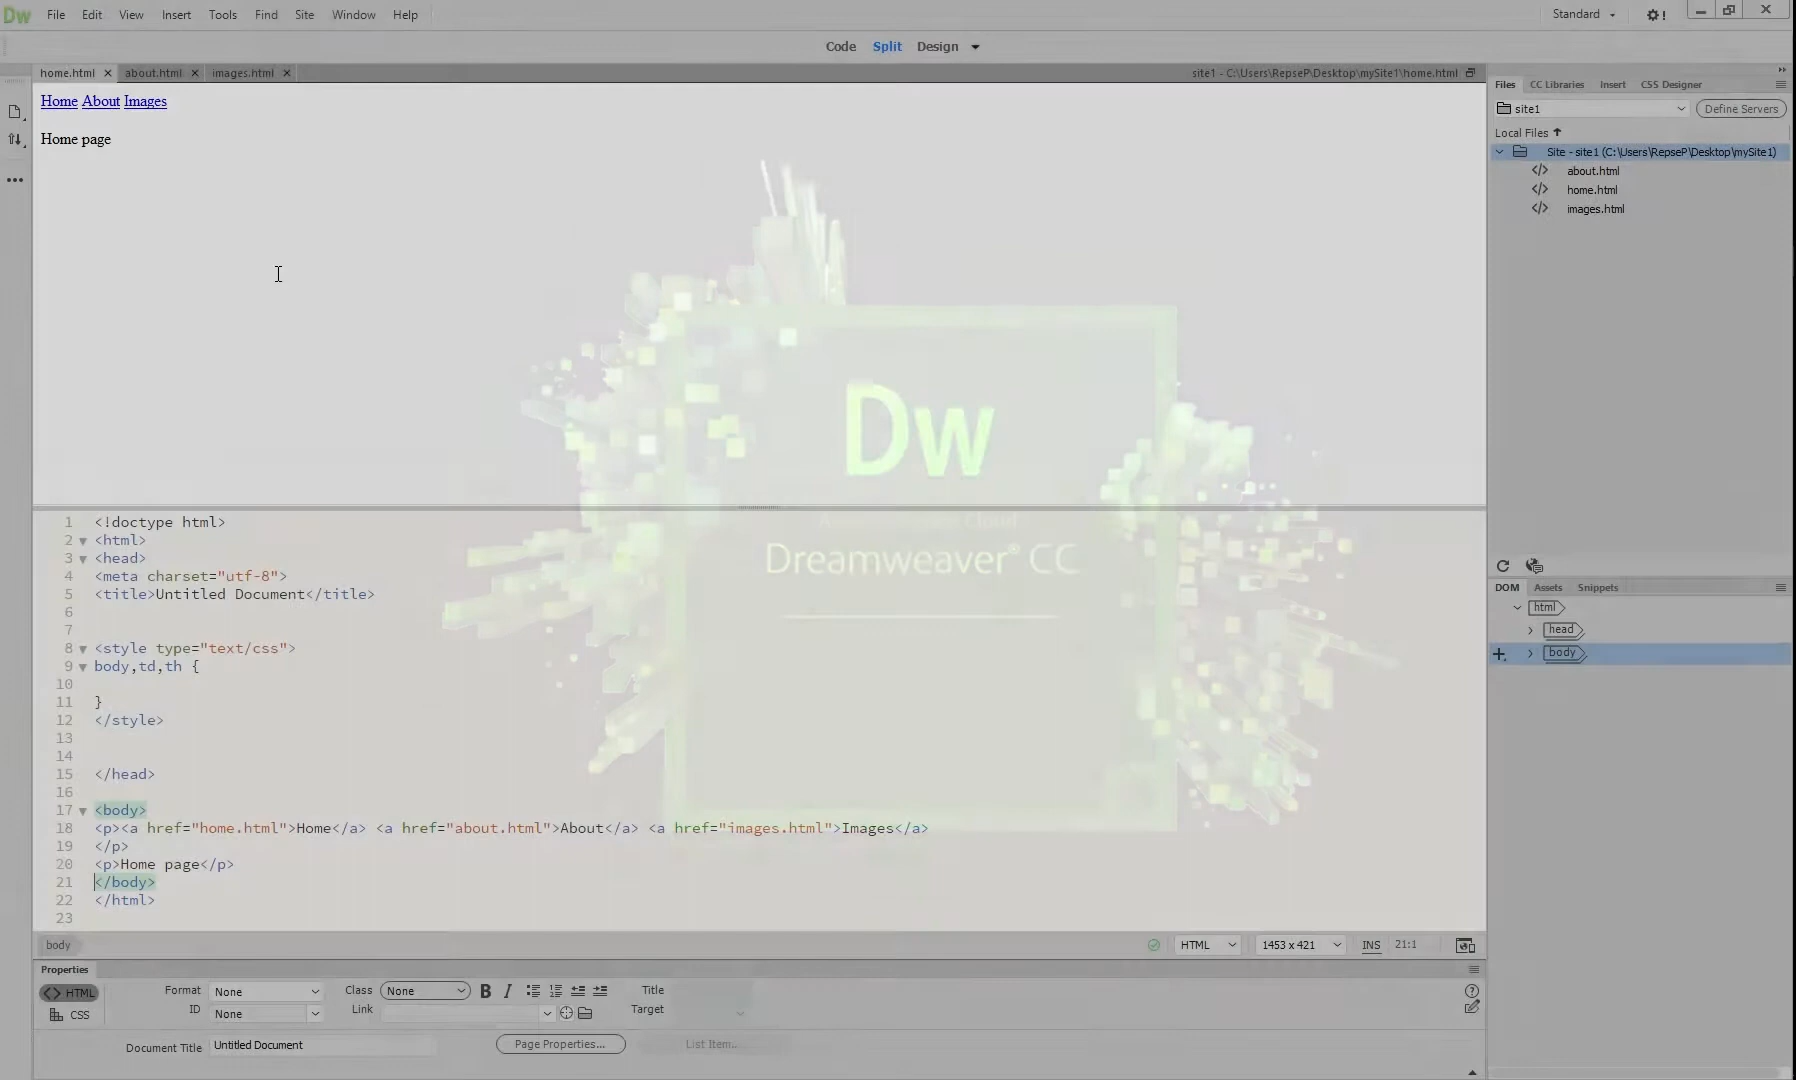 Dw File Edit View Insert Tools Find Site Window Help Standard
Code Split Design
home.html about.html images.html site1 - C:\Users\RepseP\Desktop\mySite1\home.html
Home About Images
Home page
Dw
Dreamweaver® CC
1 <!doctype html>
2 <html>
3 <head>
4 <meta charset="utf-8">
5 <title>Untitled Document</title>
6
7
8 <style type="text/css">
9 body,td,th {
10
11 }
12 </style>
13
14
15 </head>
16
17 <body>
18 <p><a href="home.html">Home</a> <a href="about.html">About</a> <a href="images.html">Images</a>
19 </p>
20 <p>Home page</p>
21 </body>
22 </html>
23
body HTML 1453 x 421 INS 21:1
Properties
<> HTML Format None Class None B I Title
CSS ID None Link Target
Document Title Untitled Document Page Properties... List Item...
Files CC Libraries Insert CSS Designer
site1 Define Servers
Local Files
Site - site1 (C:\Users\RepseP\Desktop\mySite1)
</> about.html
</> home.html
</> images.html
DOM Assets Snippets
html
head
body